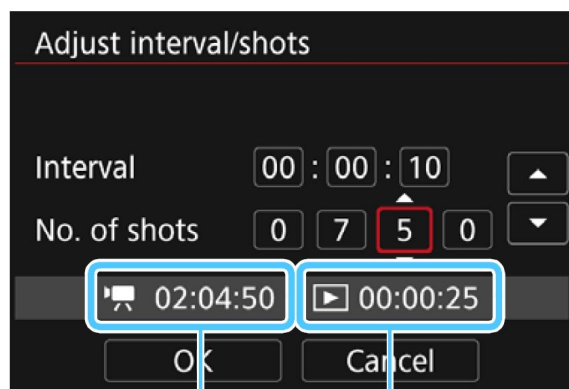 Adjust interval/shots
Interval 00 : 00 : 10
No. of shots 0 7 5 0
02:04:50 00:00:25
OK Cancel